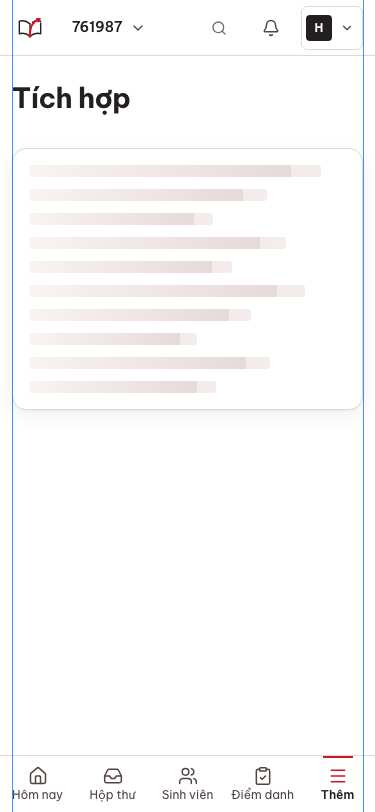 761987
H
Tích hợp
Hôm nay
Hộp thư
Sinh viên
Điểm danh
Thêm